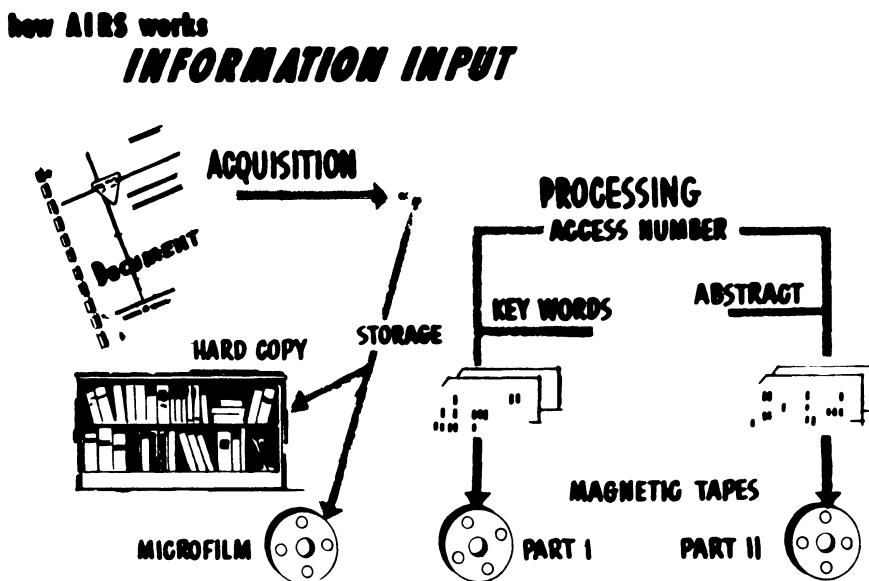 how AIRS works
INFORMATION INPUT
ACQUISITION
DOCUMENT
PROCESSING
ACCESS NUMBER
KEY WORDS
ABSTRACT
STORAGE
HARD COPY
MAGNETIC TAPES
MICROFILM
PART I
PART II